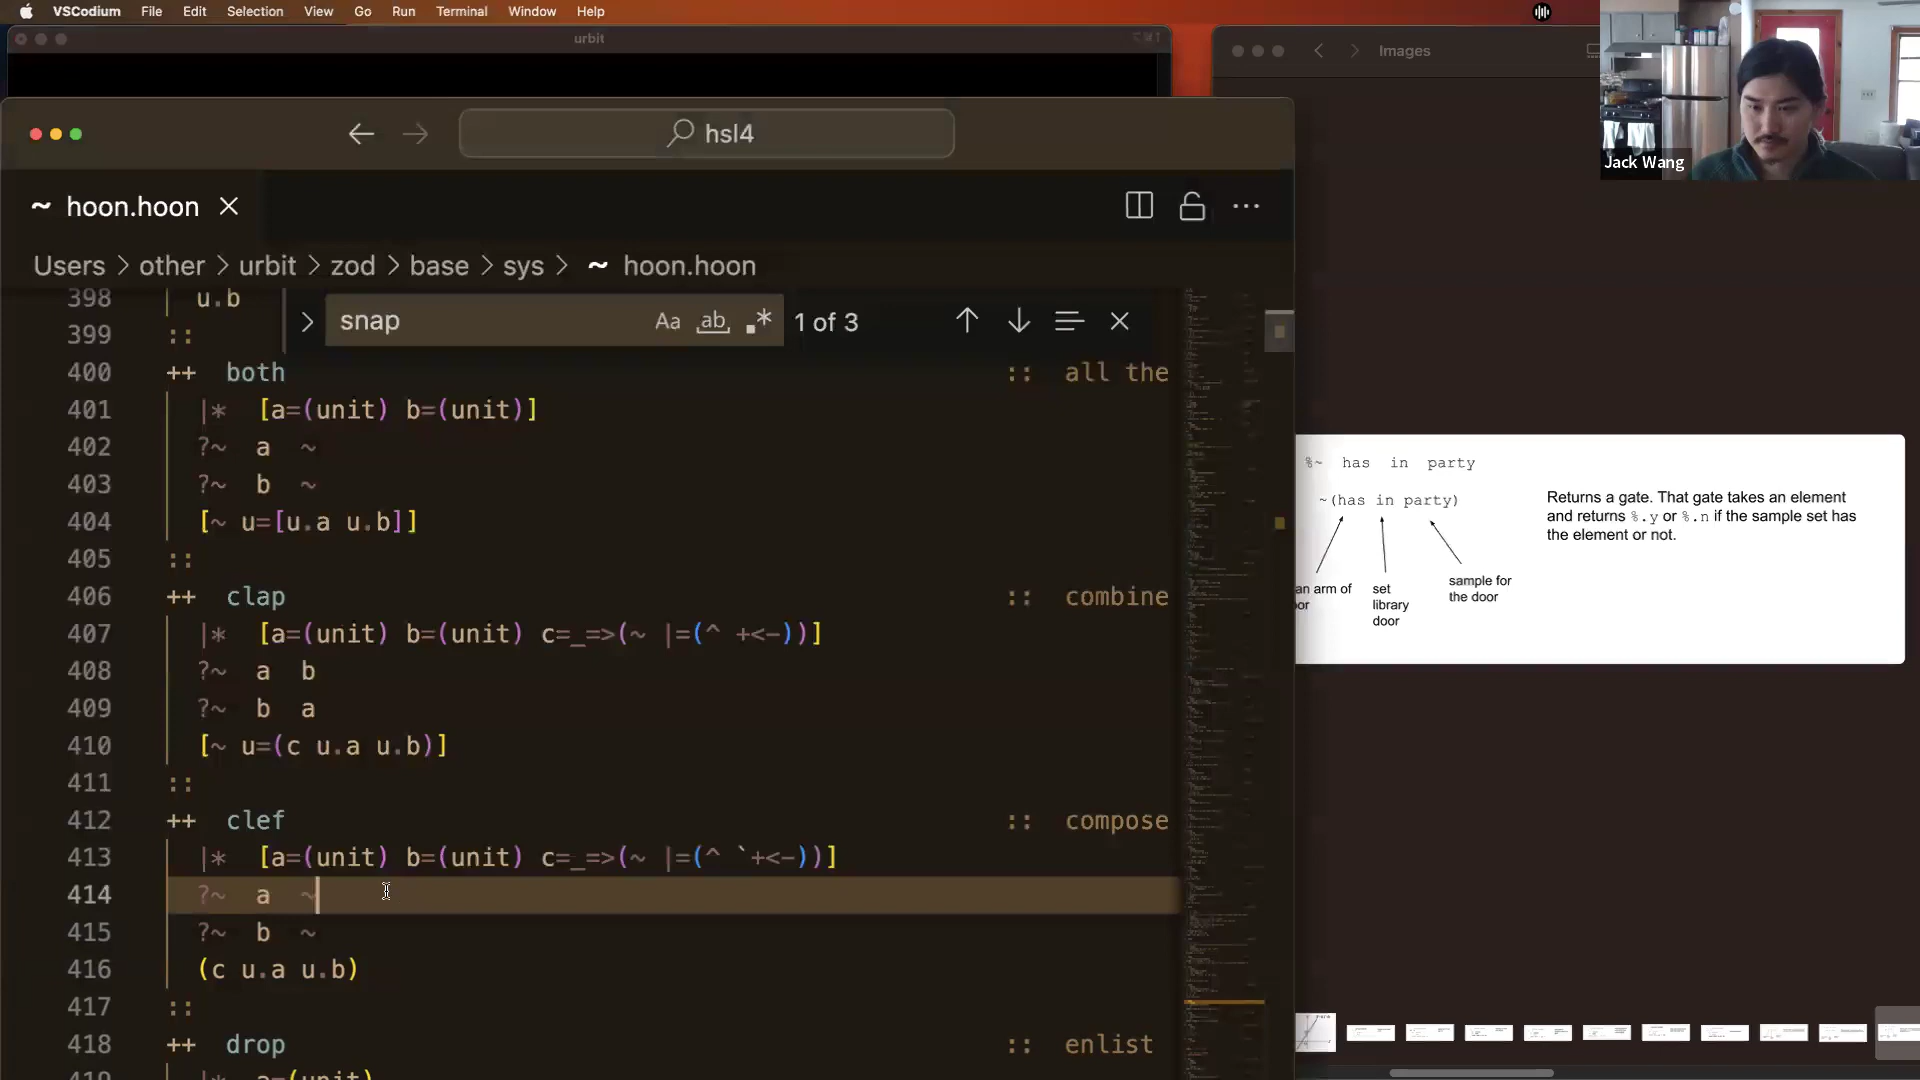 VSCodium File Edit Selection View Go Run Terminal Window Help
urbit
Images
Jack Wang
hsl4
~ hoon.hoon
Users > other > urbit > zod > base > sys > ~ hoon.hoon
snap
Aa ab .* 1 of 3
398 u.b
399 ::
400 ++ both :: all the
401 |* [a=(unit) b=(unit)]
402 ?~ a ~
403 ?~ b ~
404 [~ u=[u.a u.b]]
405 ::
406 ++ clap :: combine
407 |* [a=(unit) b=(unit) c=_=>(~ |=(^ +<-))]
408 ?~ a b
409 ?~ b a
410 [~ u=(c u.a u.b)]
411 ::
412 ++ clef :: compose
413 |* [a=(unit) b=(unit) c=_=>(~ |=(^ `+<-))]
414 ?~ a ~
415 ?~ b ~
416 (c u.a u.b)
417 ::
418 ++ drop :: enlist
419 |* a=(unit)
%~ has in party
~(has in party)
an arm of
set
library
door
sample for
the door
Returns a gate. That gate takes an element
and returns %.y or %.n if the sample set has
the element or not.